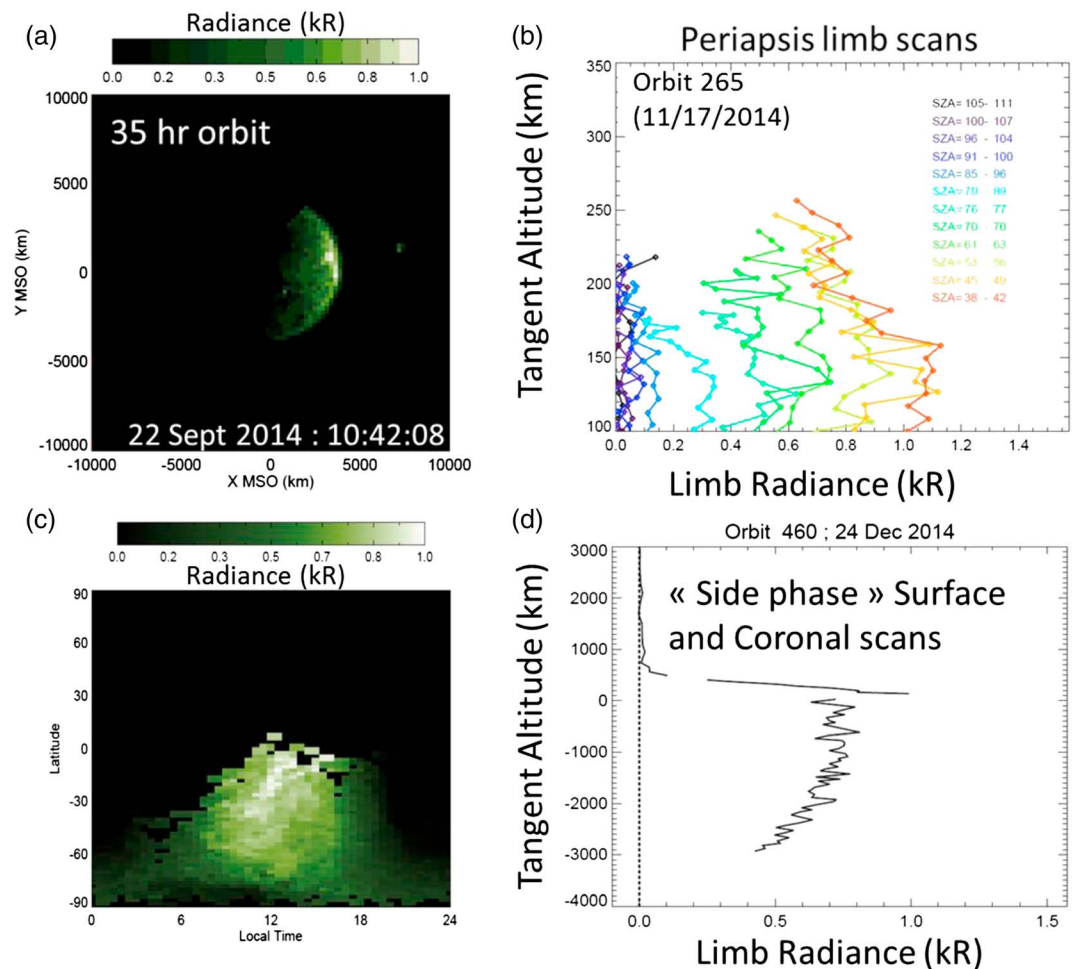 (a)
Radiance (kR)
0.0 0.2 0.3 0.5 0.6 0.8 1.0
35 hr orbit
22 Sept 2014 : 10:42:08
10000
5000
0
-5000
-10000
Y MSO (km)
-10000 -5000 0 5000 10000
X MSO (km)
(b)
Periapsis limb scans
Orbit 265
(11/17/2014)
SZA= 105- 111
SZA= 100- 107
SZA= 96 - 104
SZA= 91 - 100
SZA= 85 - 96
SZA= 78 - 89
SZA= 76 - 77
SZA= 70 - 70
SZA= 61 - 63
SZA= 53 - 56
SZA= 45 - 49
SZA= 38 - 42
350
300
250
200
150
100
Tangent Altitude (km)
0.0 0.2 0.4 0.6 0.8 1.0 1.2 1.4
Limb Radiance (kR)
(c)
0.0 0.2 0.3 0.5 0.7 0.8 1.0
Radiance (kR)
90
60
30
0
-30
-60
-90
Latitude
0 6 12 18 24
Local Time
(d)
Orbit 460 ; 24 Dec 2014
« Side phase » Surface
and Coronal scans
3000
2000
1000
0
-1000
-2000
-3000
-4000
Tangent Altitude (km)
0.0 0.5 1.0 1.5
Limb Radiance (kR)